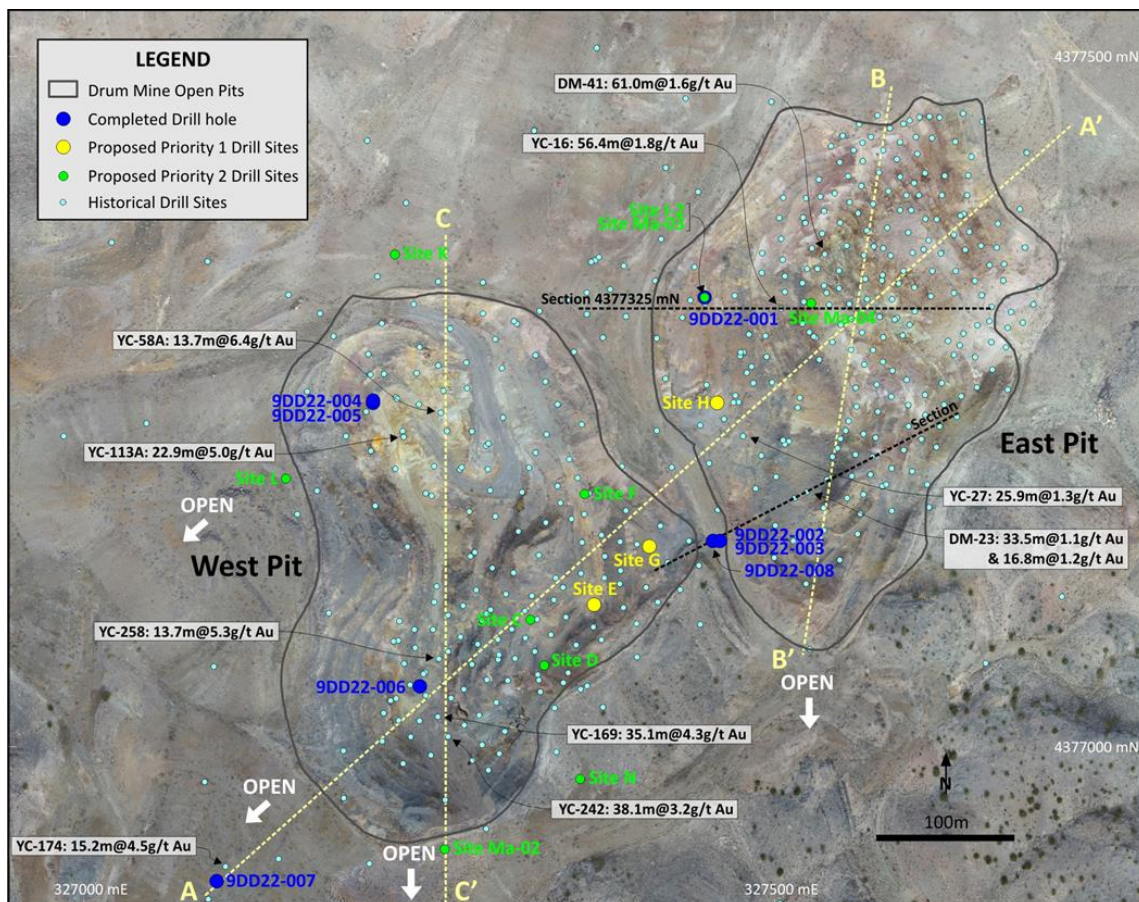 LEGEND
Drum Mine Open Pits
Completed Drill hole
Proposed Priority 1 Drill Sites
Proposed Priority 2 Drill Sites
Historical Drill Sites
4377500 mN
DM-41: 61.0m@1.6g/t Au
B
A'
YC-16: 56.4m@1.8g/t Au
C
Site L2
Site Ma-03
Site K
Section 4377325 mN
9DD22-001
Site Ma-04
YC-58A: 13.7m@6.4g/t Au
9DD22-004
9DD22-005
Site H
Section
YC-113A: 22.9m@5.0g/t Au
East Pit
Site L
Site F
YC-27: 25.9m@1.3g/t Au
OPEN
9DD22-002
9DD22-003
9DD22-008
DM-23: 33.5m@1.1g/t Au
& 16.8m@1.2g/t Au
West Pit
Site G
Site E
Site C
YC-258: 13.7m@5.3g/t Au
Site D
B'
OPEN
9DD22-006
YC-169: 35.1m@4.3g/t Au
4377000 mN
Site N
N
OPEN
YC-242: 38.1m@3.2g/t Au
100m
YC-174: 15.2m@4.5g/t Au
Site Ma-02
OPEN
327000 mE
A
9DD22-007
C'
327500 mE